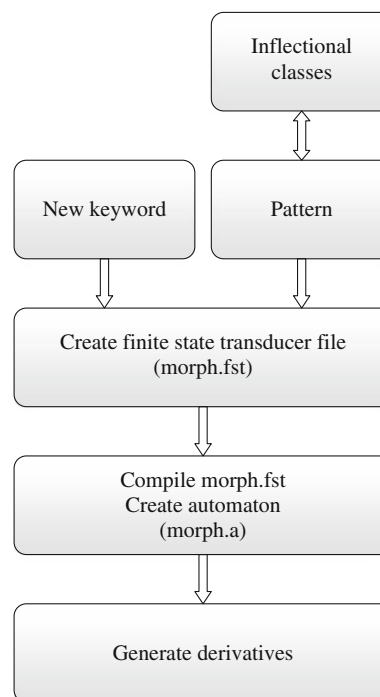 Inflectional
classes
New keyword
Pattern
Create finite state transducer file
(morph.fst)
Compile morph.fst
Create automaton
(morph.a)
Generate derivatives